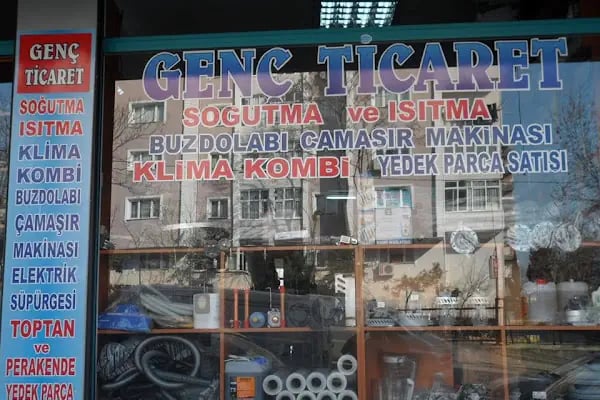 GENÇ
TİCARET
SOĞUTMA
ISITMA
KLİMA
KOMBİ
BUZDOLABI
ÇAMAŞIR
MAKİNASI
ELEKTRİK
SÜPÜRGESİ
TOPTAN
ve
PERAKENDE
YEDEK PARÇA
GENÇ TİCARET
SOĞUTMA ve ISITMA
BUZDOLABI ÇAMAŞIR MAKİNASI
KLİMA KOMBİ YEDEK PARÇA SATIŞI